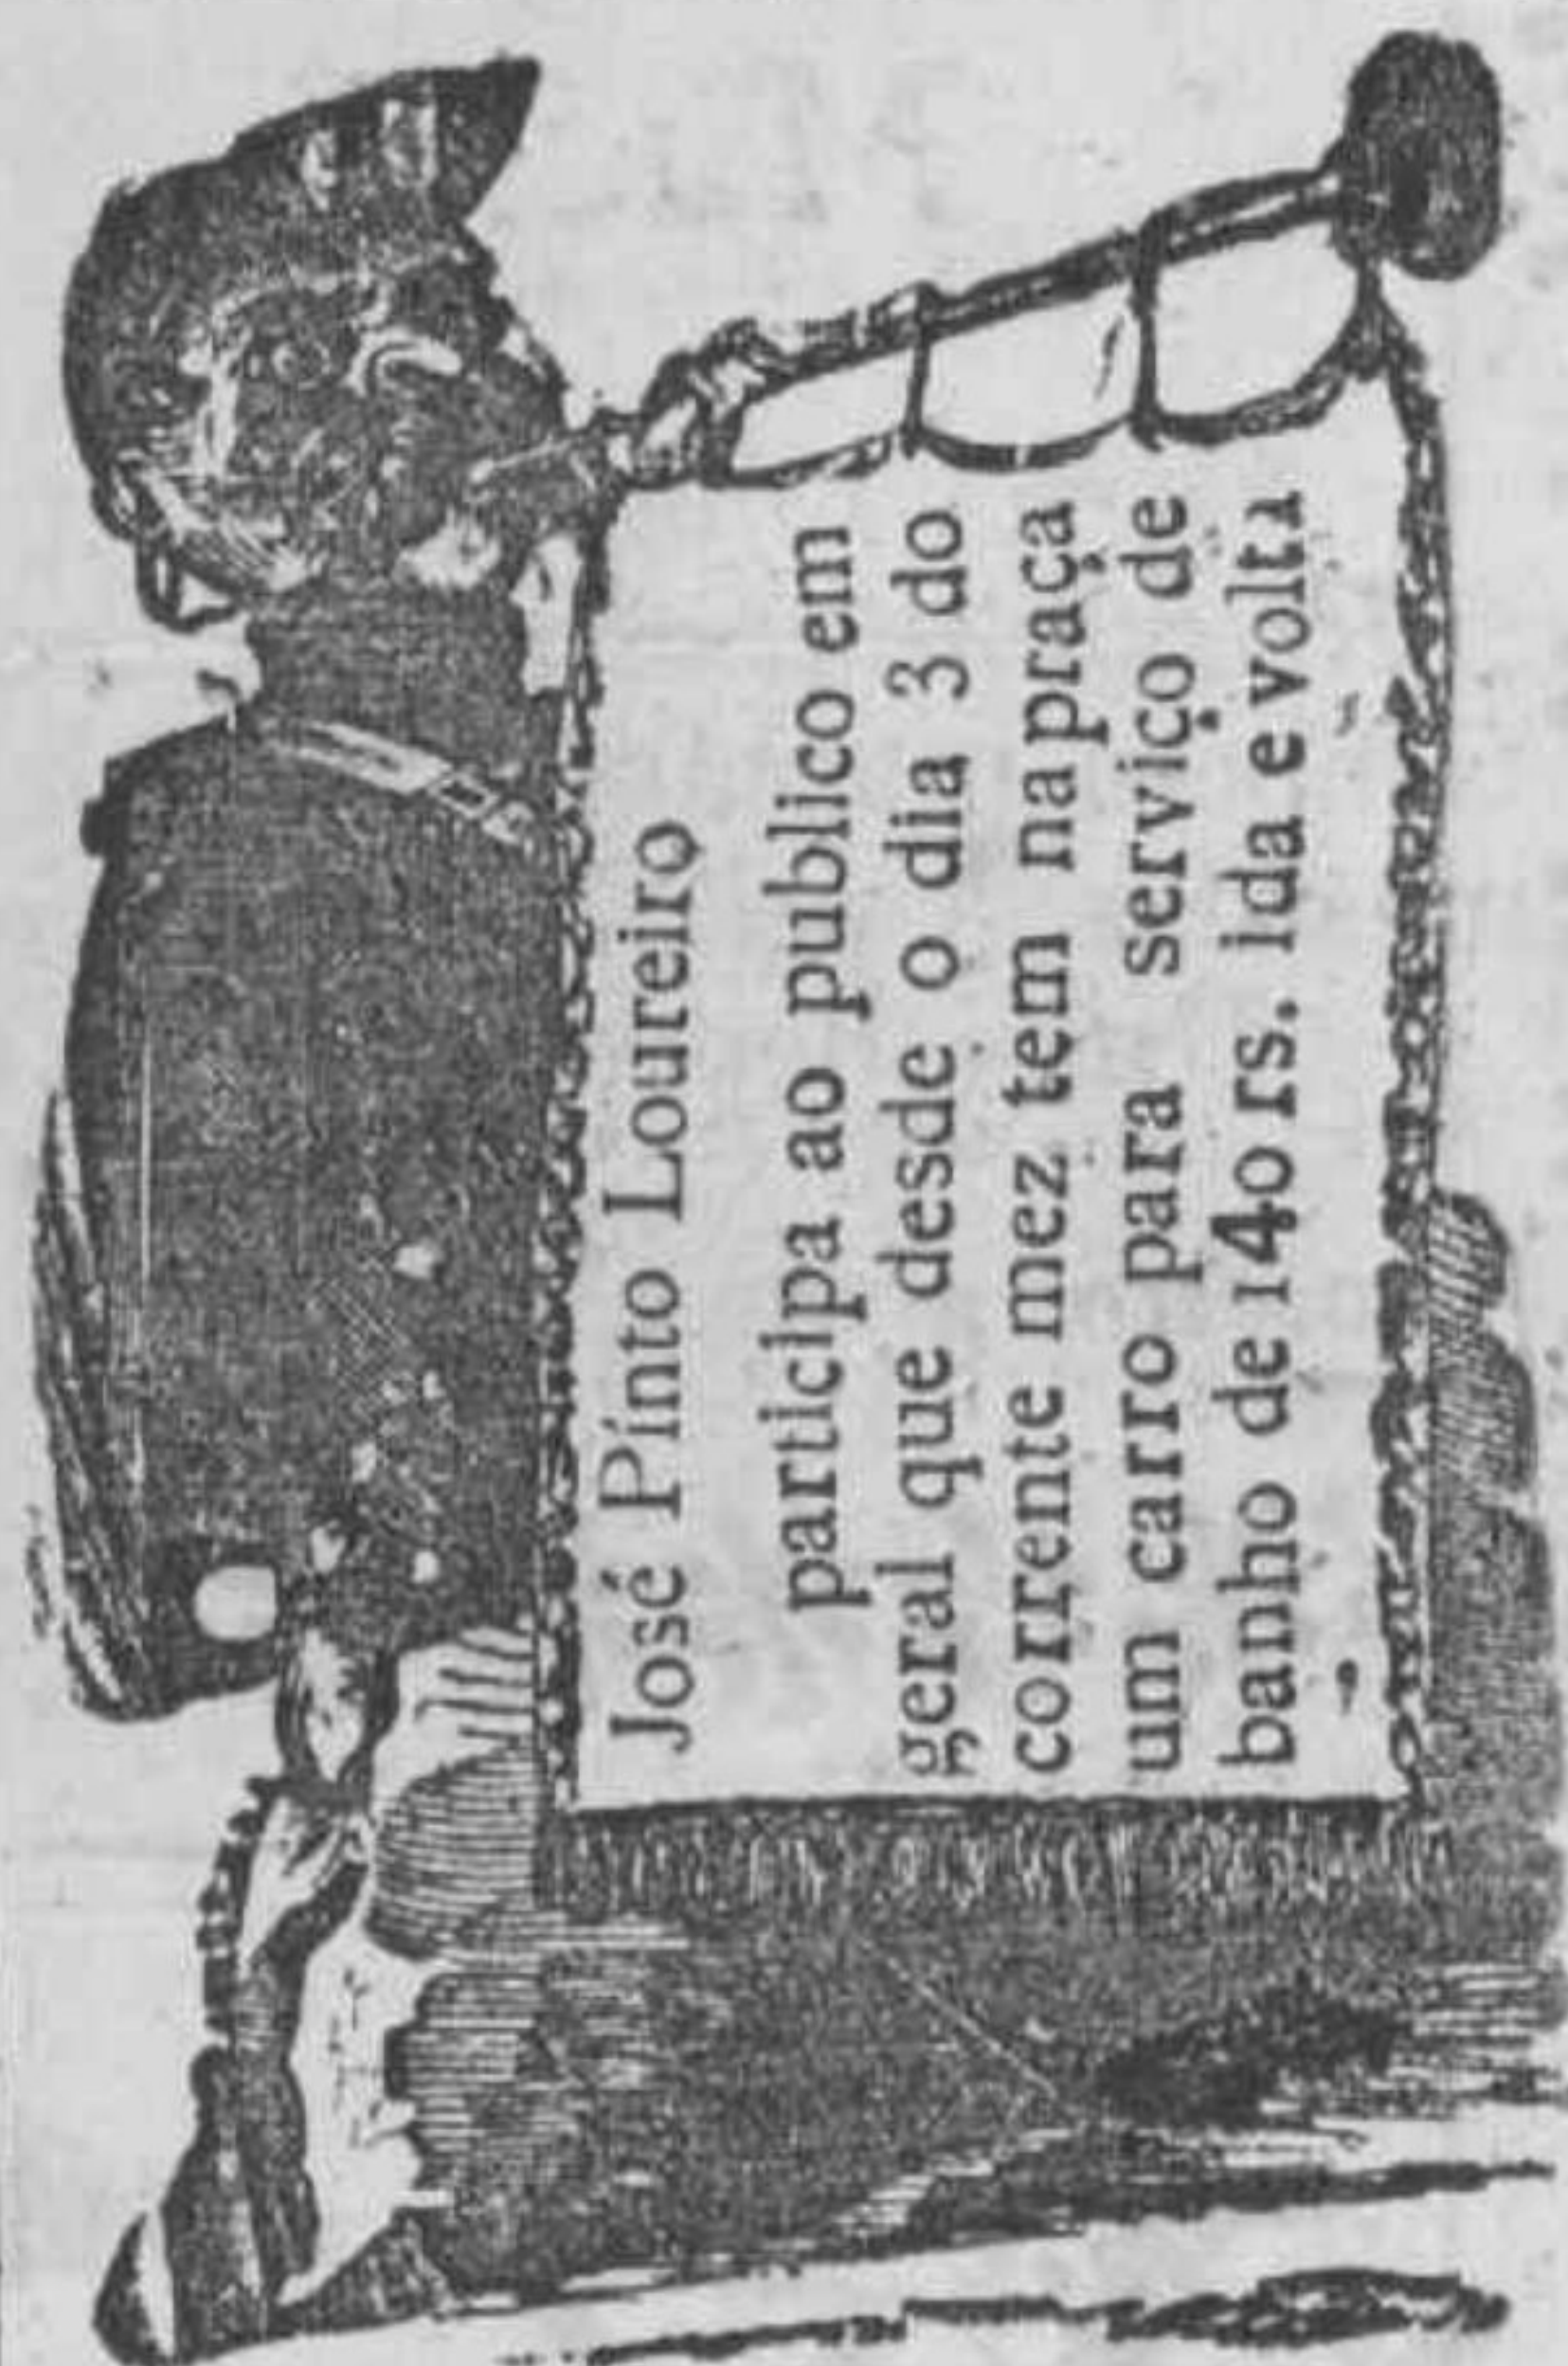 José Pinto Loureiro
participa ao publico em
geral que desde o dia 3 do
corrente mez tem na praça
um carro para serviço de
banho de 140 rs. ida e volta